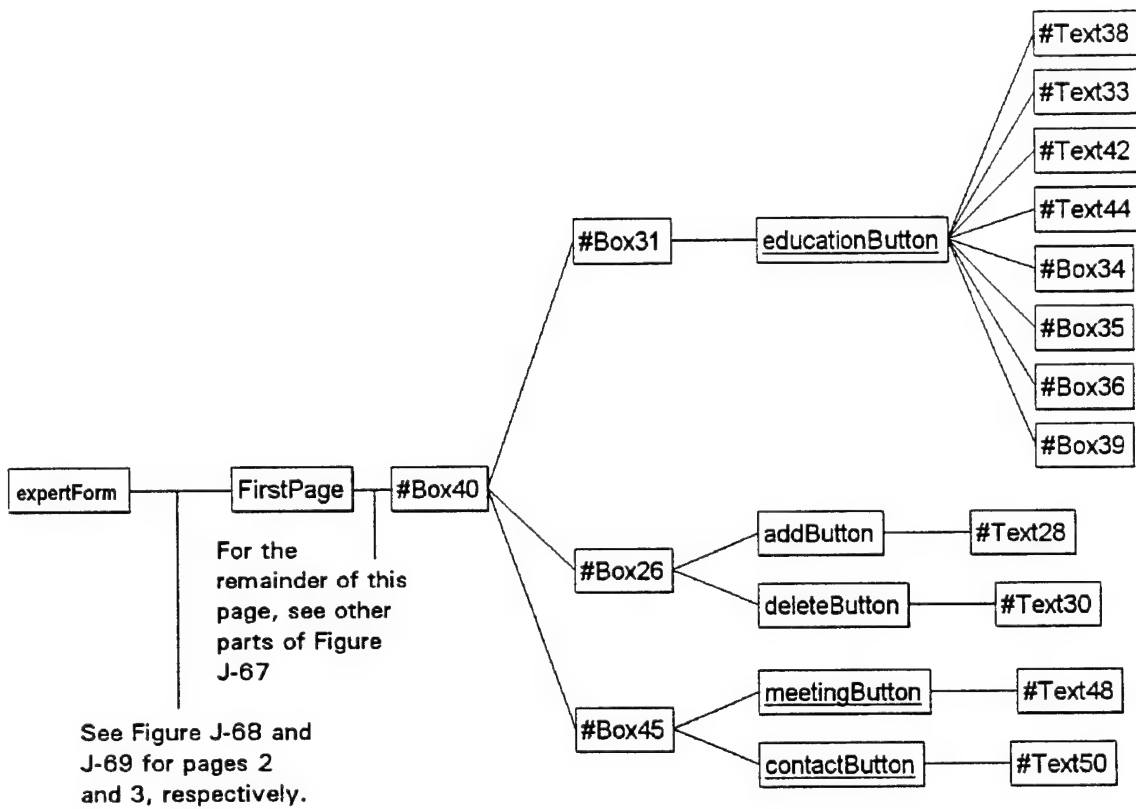 #Text38
#Text33
#Text42
#Text44
#Box31
educationButton
#Box34
#Box35
#Box36
#Box39
expertForm
FirstPage
#Box40
For the
remainder of this
page, see other
parts of Figure
J-67
addButton
#Text28
#Box26
deleteButton
#Text30
meetingButton
#Text48
#Box45
contactButton
#Text50
See Figure J-68 and
J-69 for pages 2
and 3, respectively.